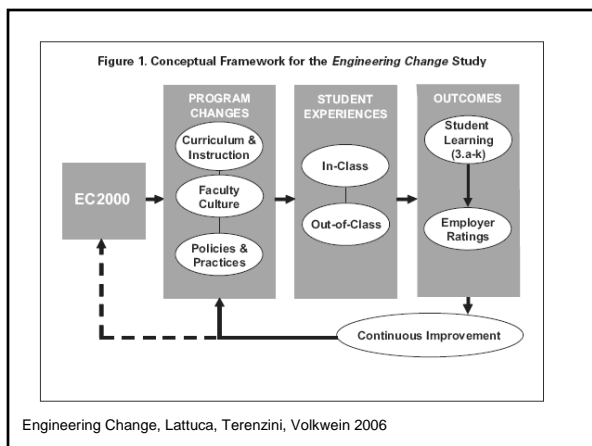 Figure 1. Conceptual Framework for the Engineering Change Study
PROGRAM
CHANGES
Curriculum &
Instruction
Faculty
Culture
Policies &
Practices
STUDENT
EXPERIENCES
In-Class
Out-of-Class
OUTCOMES
Student
Learning
(3.a-k)
Employer
Ratings
EC2000
Continuous Improvement
Engineering Change, Lattuca, Terenzini, Volkwein 2006